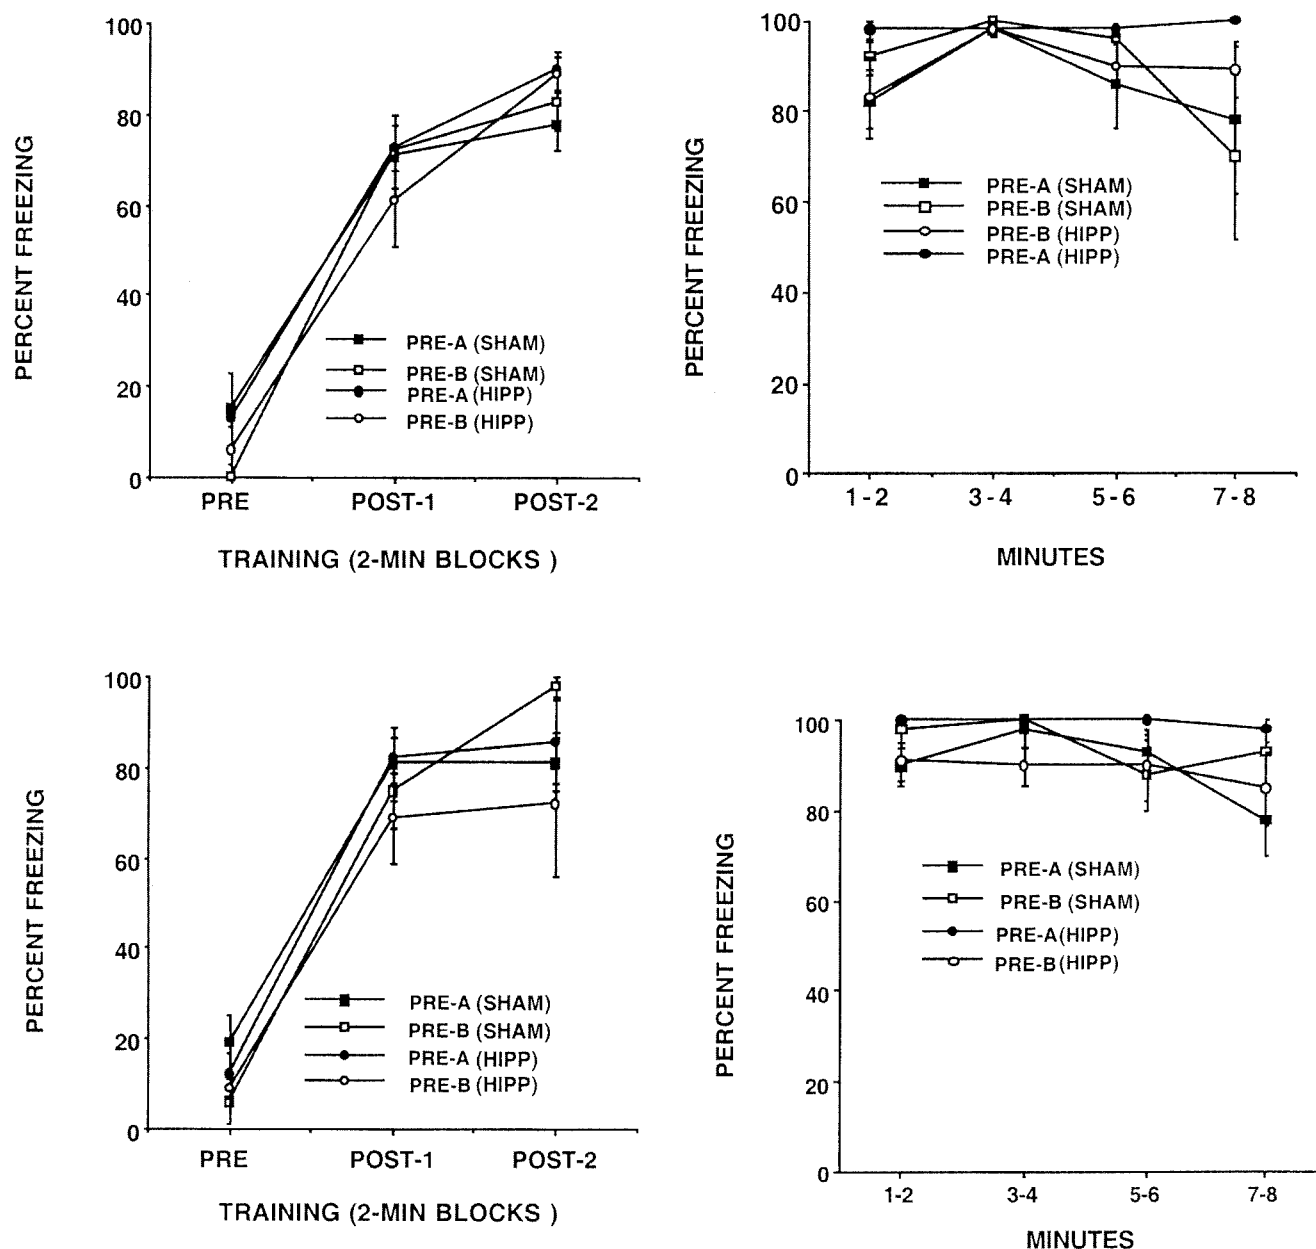 PERCENT FREEZING
100
80
60
40
20
0
PRE-A (SHAM)
PRE-B (SHAM)
PRE-A (HIPP)
PRE-B (HIPP)
PRE POST-1 POST-2
TRAINING (2-MIN BLOCKS )
PERCENT FREEZING
100
80
60
40
20
0
PRE-A (SHAM)
PRE-B (SHAM)
PRE-B (HIPP)
PRE-A (HIPP)
1-2 3-4 5-6 7-8
MINUTES
PERCENT FREEZING
100
80
60
40
20
0
PRE-A (SHAM)
PRE-B (SHAM)
PRE-A (HIPP)
PRE-B (HIPP)
PRE POST-1 POST-2
TRAINING (2-MIN BLOCKS )
PERCENT FREEZING
100
80
60
40
20
0
PRE-A (SHAM)
PRE-B (SHAM)
PRE-A(HIPP)
PRE-B(HIPP)
1-2 3-4 5-6 7-8
MINUTES